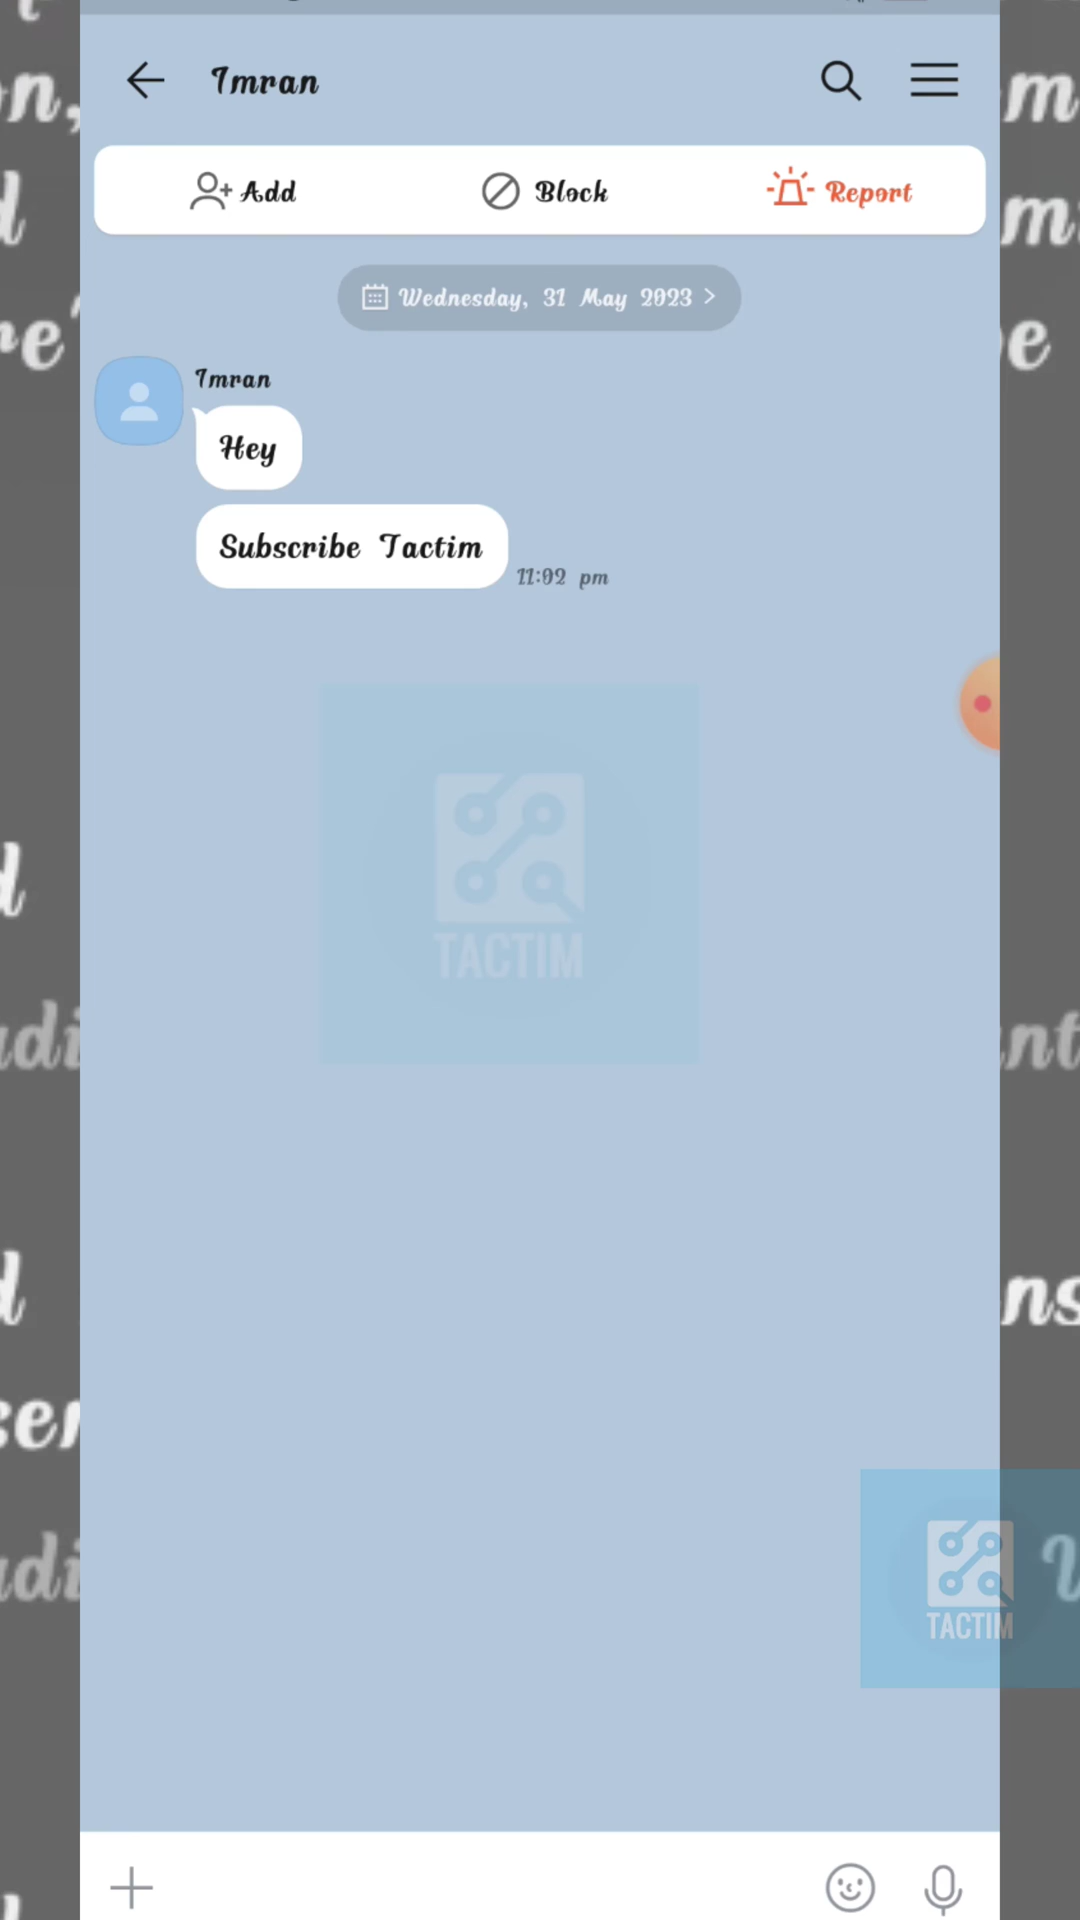 Imran
Add
Block
Report
Wednesday, 31 May 2023
Imran
Hey
Subscribe Tactim
11:02 pm
TACTIM
TACTIM